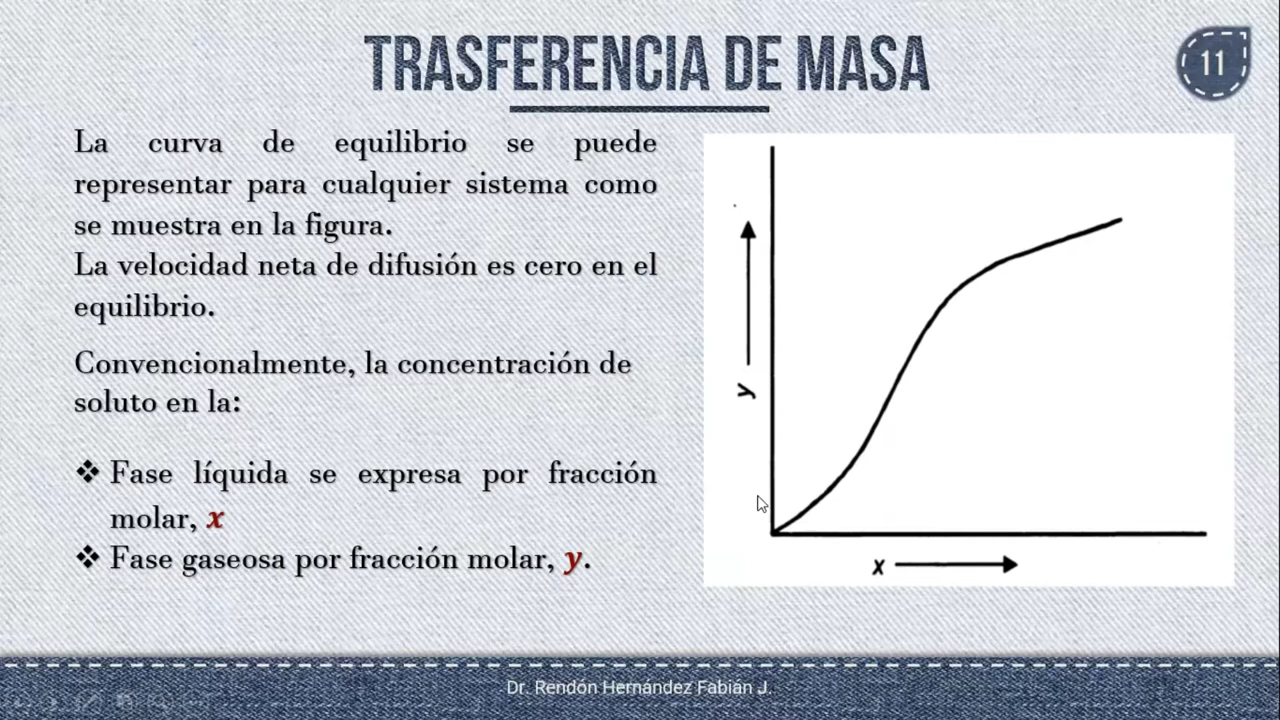 TRASFERENCIA DE MASA
11
La curva de equilibrio se puede
representar para cualquier sistema como
se muestra en la figura.
La velocidad neta de difusión es cero en el
equilibrio.
Convencionalmente, la concentración de
soluto en la:
❖ Fase líquida se expresa por fracción
molar, x
❖ Fase gaseosa por fracción molar, y.
y
x
Dr. Rendón Hernández Fabián J.